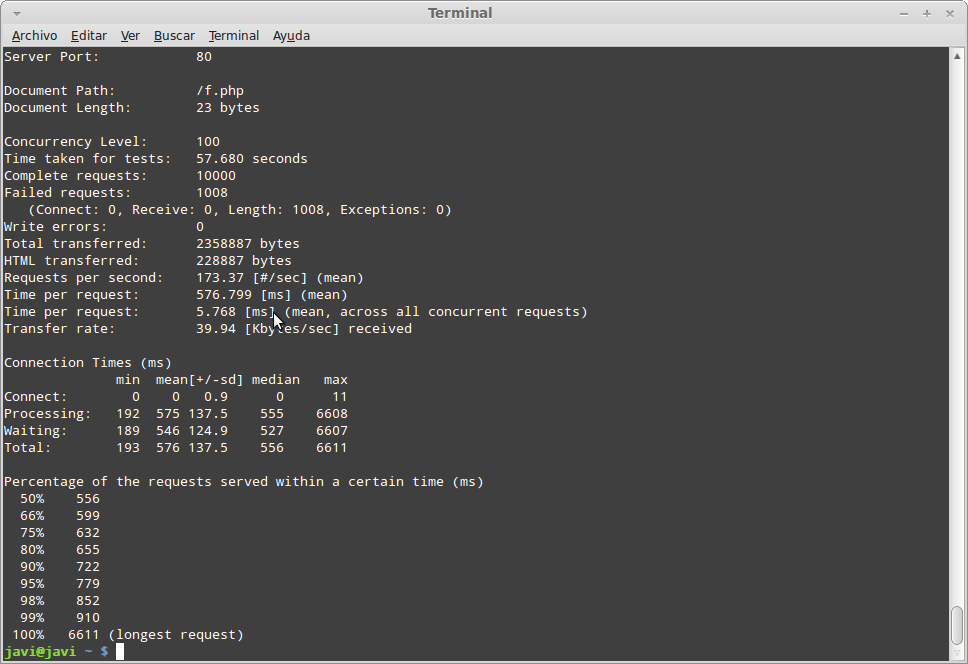 Terminal
Archivo Editar Ver Buscar Terminal Ayuda
Server Port:            80
Document Path:          /f.php
Document Length:        23 bytes
Concurrency Level:      100
Time taken for tests:   57.680 seconds
Complete requests:      10000
Failed requests:        1008
   (Connect: 0, Receive: 0, Length: 1008, Exceptions: 0)
Write errors:           0
Total transferred:      2358887 bytes
HTML transferred:       228887 bytes
Requests per second:    173.37 [#/sec] (mean)
Time per request:       576.799 [ms] (mean)
Time per request:       5.768 [ms] (mean, across all concurrent requests)
Transfer rate:          39.94 [Kbytes/sec] received
Connection Times (ms)
              min  mean[+/-sd] median   max
Connect:        0    0   0.9      0      11
Processing:   192  575 137.5    555    6608
Waiting:      189  546 124.9    527    6607
Total:        193  576 137.5    556    6611
Percentage of the requests served within a certain time (ms)
  50%    556
  66%    599
  75%    632
  80%    655
  90%    722
  95%    779
  98%    852
  99%    910
 100%   6611 (longest request)
javi@javi ~ $